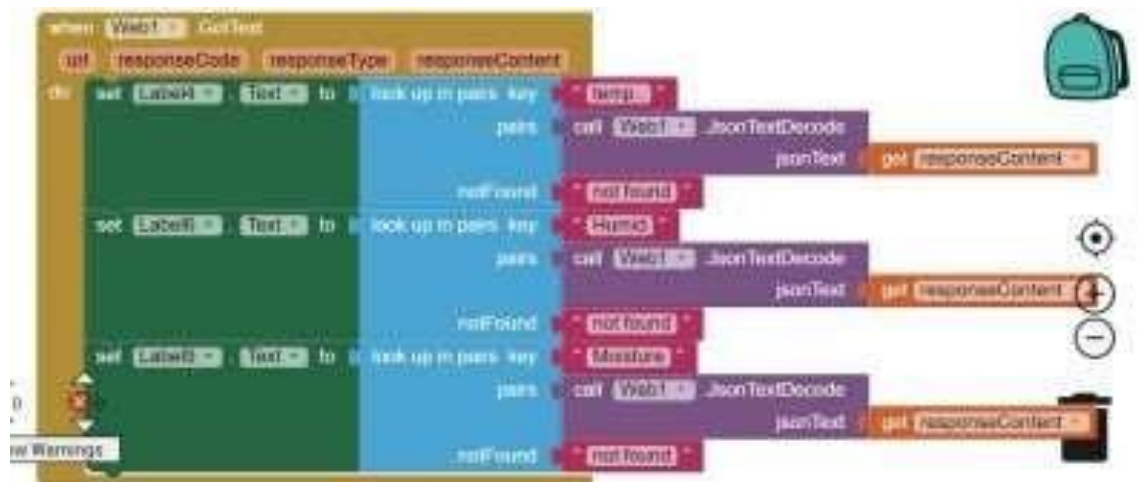 when Web1 .GotText
url responseCode responseType responseContent
do set Label4 . Text to look up in pairs key " temp "
pairs call Web1 .JsonTextDecode
jsonText get responseContent
notFound " not found "
set . Text to look up in pairs key " Humid "
pairs call Web1 .JsonTextDecode
jsonText get responseContent
notFound " not found "
set . Text to look up in pairs key " Moisture "
pairs call Web1 .JsonTextDecode
jsonText get responseContent
0
notFound " not found "
w Warnings